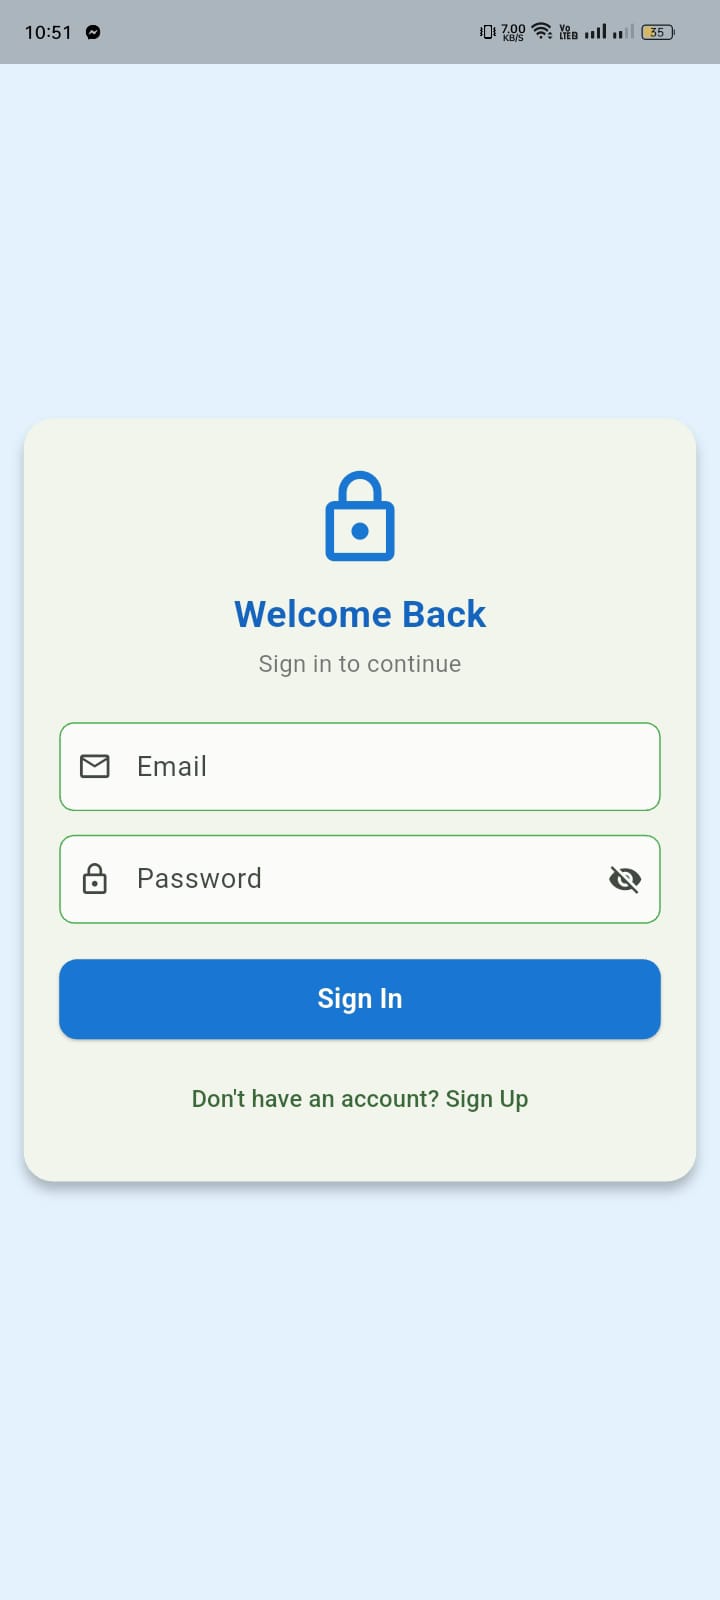 10:51
7.00
KB/S
Vo
LTE2
35
Welcome Back
Sign in to continue
Email
Password
Sign In
Don't have an account? Sign Up